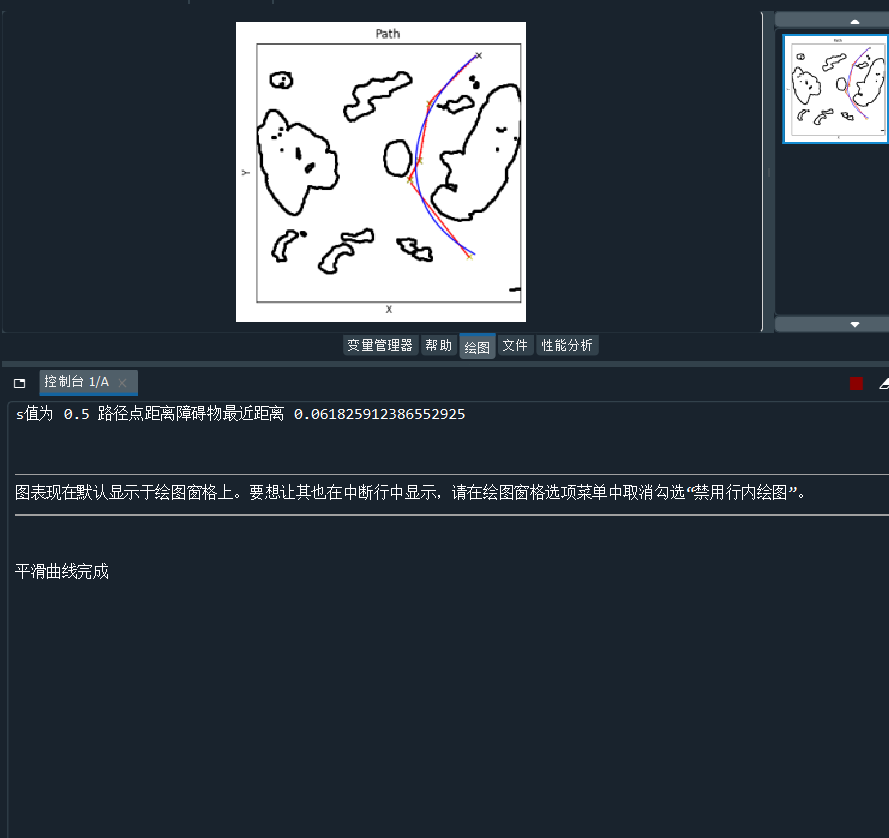 Path
x
Y
X
变量管理器 帮助 绘图 文件 性能分析
控制台 1/A ×
s值为 0.5 路径点距离障碍物最近距离 0.061825912386552925
图表现在默认显示于绘图窗格上。要想让其也在中断行中显示，请在绘图窗格选项菜单中取消勾选“禁用行内绘图”。
平滑曲线完成